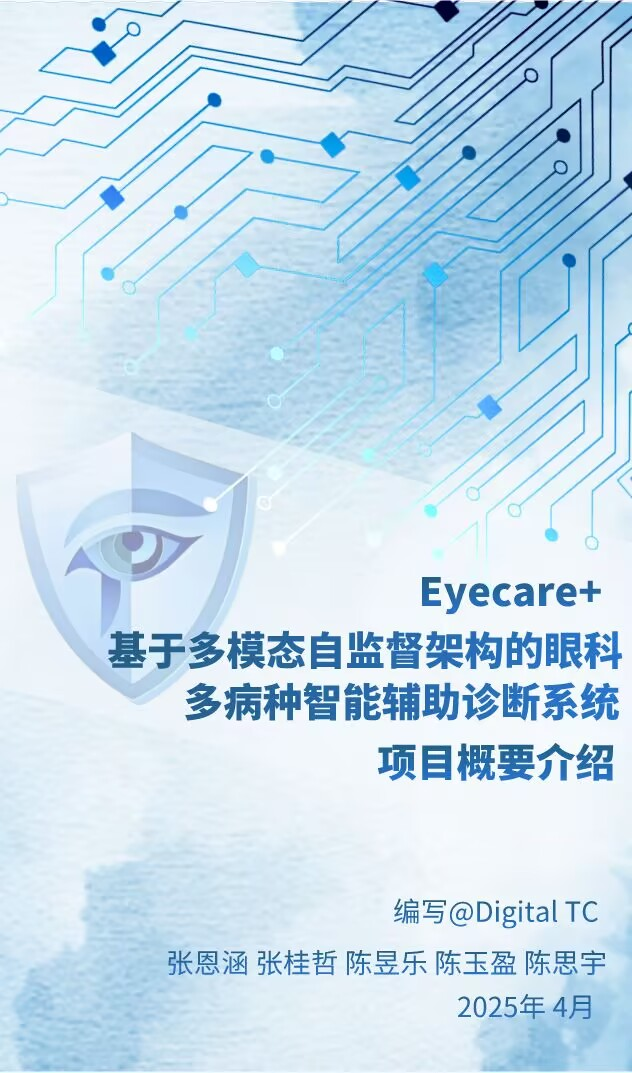 Eyecare+
基于多模态自监督架构的眼科
多病种智能辅助诊断系统
项目概要介绍
编写@Digital TC
张恩涵 张桂哲 陈昱乐 陈玉盈 陈思宇
2025年 4月